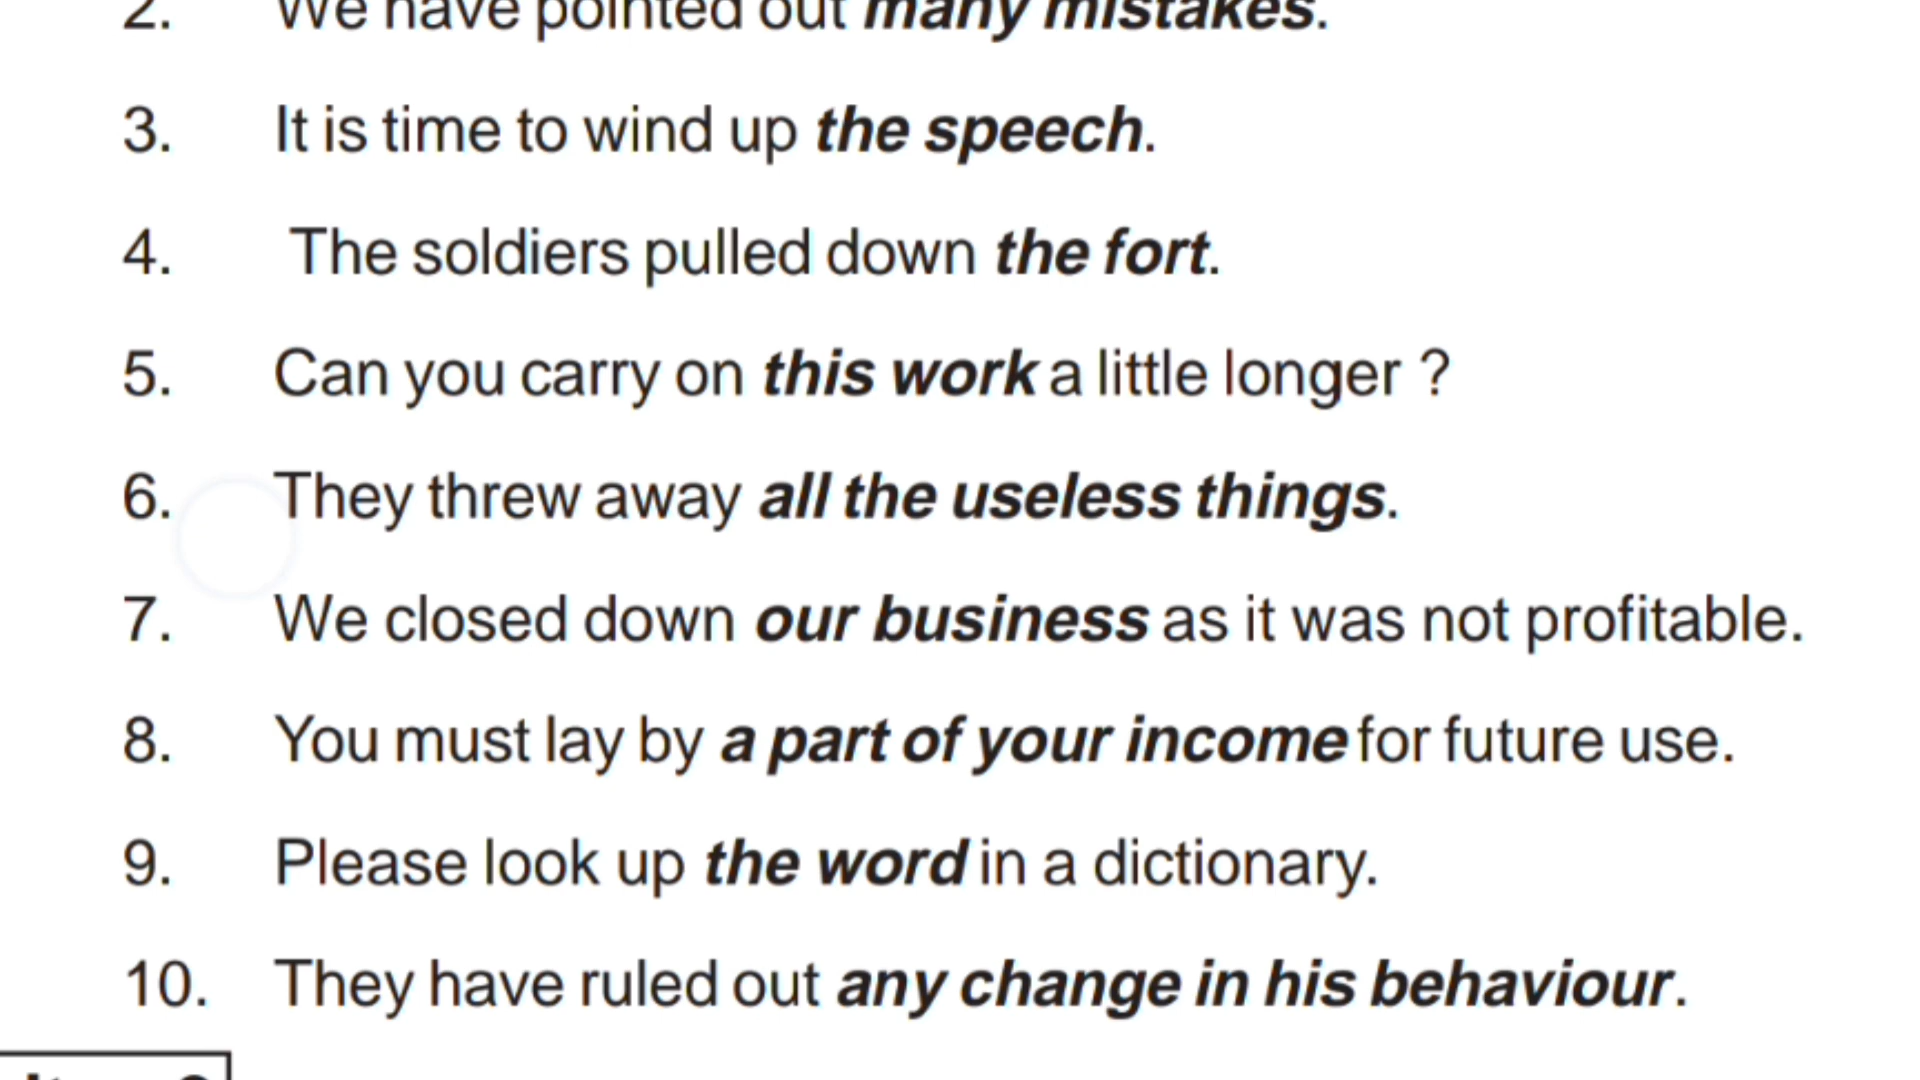 2. We have pointed out many mistakes.
3. It is time to wind up the speech.
4. The soldiers pulled down the fort.
5. Can you carry on this work a little longer ?
6. They threw away all the useless things.
7. We closed down our business as it was not profitable.
8. You must lay by a part of your income for future use.
9. Please look up the word in a dictionary.
10. They have ruled out any change in his behaviour.